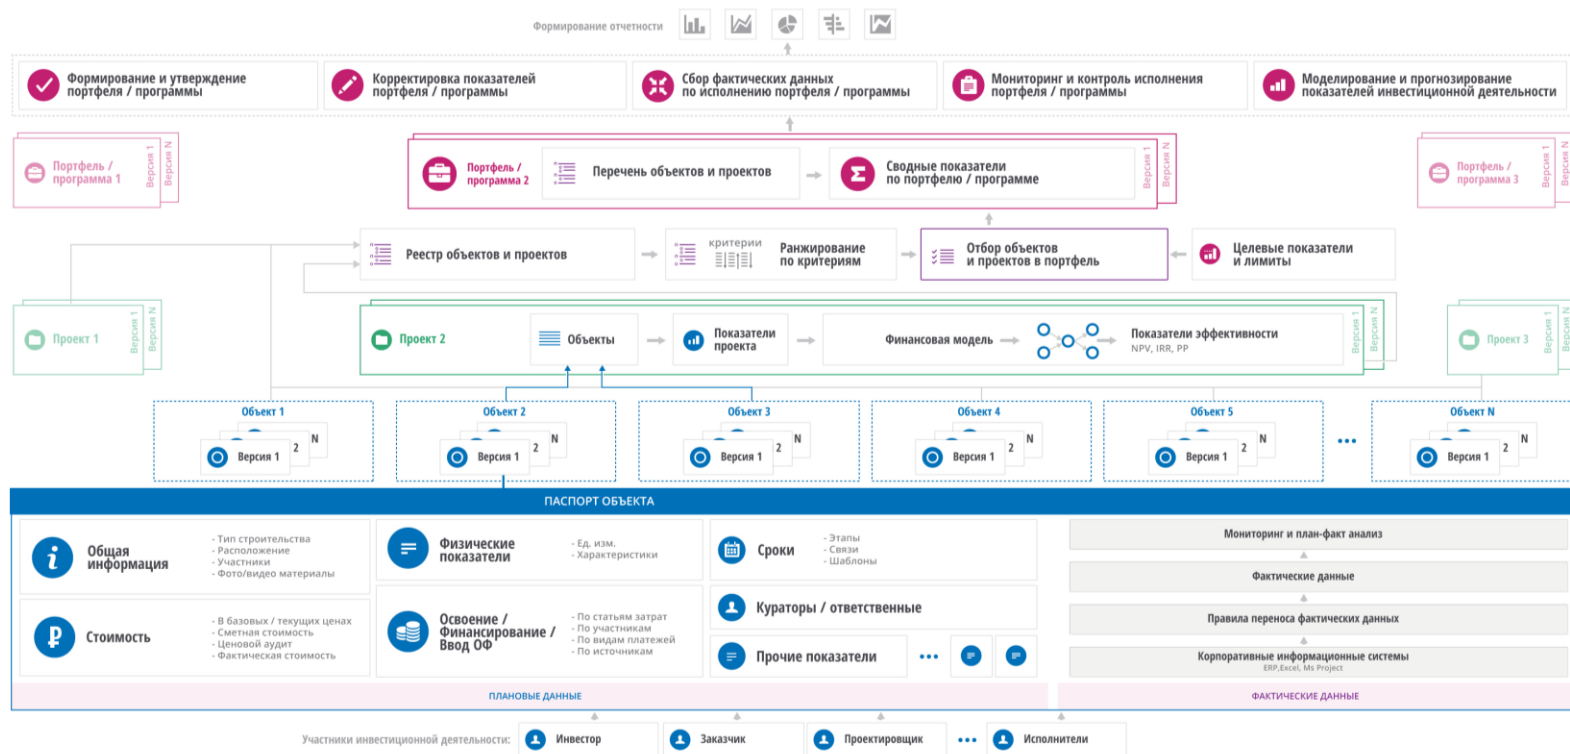 Формирование отчетности
Формирование и утверждение
портфеля / программы
Корректировка показателей
портфеля / программы
Сбор фактических данных
по исполнению портфеля / программы
Мониторинг и контроль исполнения
портфеля / программы
Моделирование и прогнозирование
показателей инвестиционной деятельности
Портфель /
программа 1
Версия 1
Версия N
Портфель /
программа 2
Перечень объектов и проектов
Сводные показатели
по портфелю / программе
Версия 1
Версия N
Портфель /
программа 3
Версия 1
Версия N
Реестр объектов и проектов
критерии
Ранжирование
по критериям
Отбор объектов
и проектов в портфель
Целевые показатели
и лимиты
Проект 1
Версия 1
Версия N
Проект 2
Объекты
Показатели
проекта
Финансовая модель
Показатели эффективности
NPV, IRR, PP
Версия 1
Версия N
Проект 3
Версия 1
Версия N
Объект 1
Версия 1
2
N
Объект 2
Версия 1
2
N
Объект 3
Версия 1
2
N
Объект 4
Версия 1
2
N
Объект 5
Версия 1
2
N
Объект N
Версия 1
2
N
ПАСПОРТ ОБЪЕКТА
Общая
информация
- Тип строительства
- Расположение
- Участники
- Фото/видео материалы
Физические
показатели
- Ед. изм.
- Характеристики
Сроки
- Этапы
- Связи
- Шаблоны
Стоимость
- В базовых / текущих ценах
- Сметная стоимость
- Ценовой аудит
- Фактическая стоимость
Освоение /
Финансирование /
Ввод ОФ
- По статьям затрат
- По участникам
- По видам платежей
- По источникам
Кураторы / ответственные
Прочие показатели
Мониторинг и план-факт анализ
Фактические данные
Правила переноса фактических данных
Корпоративные информационные системы
ERP,Excel, Ms Project
ПЛАНОВЫЕ ДАННЫЕ
ФАКТИЧЕСКИЕ ДАННЫЕ
Участники инвестиционной деятельности:
Инвестор
Заказчик
Проектировщик
Исполнители